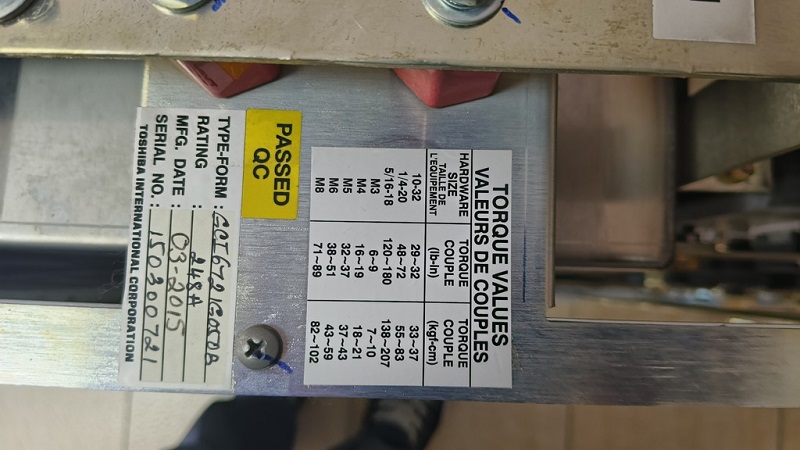 TORQUE VALUES
VALEURS DE COUPLES
HARDWARE SIZE TORQUE TORQUE
TAILLE DE L'EQUIPEMENT COUPLE COUPLE
(lb-in) (kgf-cm)
10-32 29~32 33~37
1/4-20 48~72 55~83
5/16-18 120~180 138~207
M3 6~9 7~10
M4 16~19 18~21
M5 32~37 37~43
M6 38~51 43~59
M8 71~89 82~102
PASSED
QC
TYPE-FORM :
RATING : 248A
MFG. DATE : 03-2015
SERIAL NO. : 150300721
TOSHIBA INTERNATIONAL CORPORATION